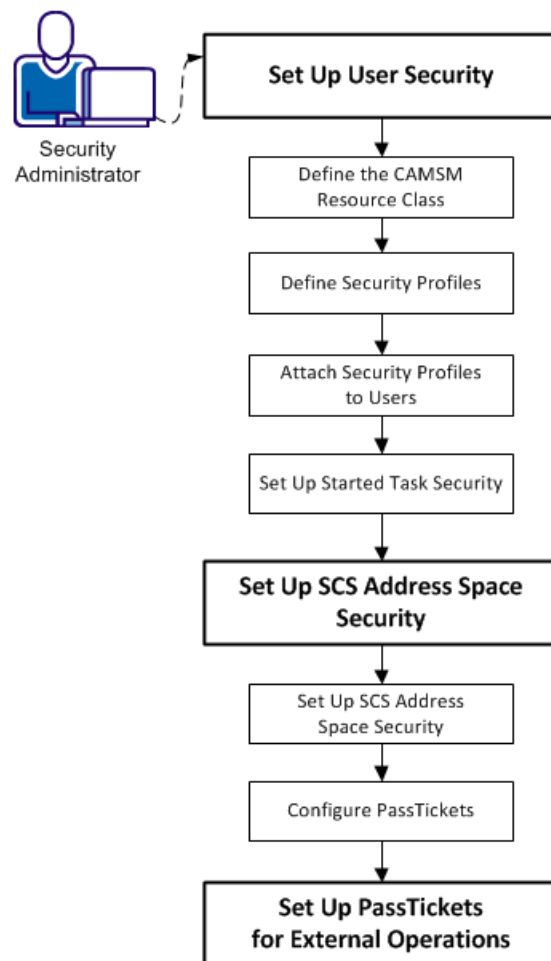 Set Up User Security
Security
Administrator
Define the CAMSM
Resource Class
Define Security Profiles
Attach Security Profiles
to Users
Set Up Started Task Security
Set Up SCS Address Space
Security
Set Up SCS Address
Space Security
Configure PassTickets
Set Up PassTickets
for External Operations